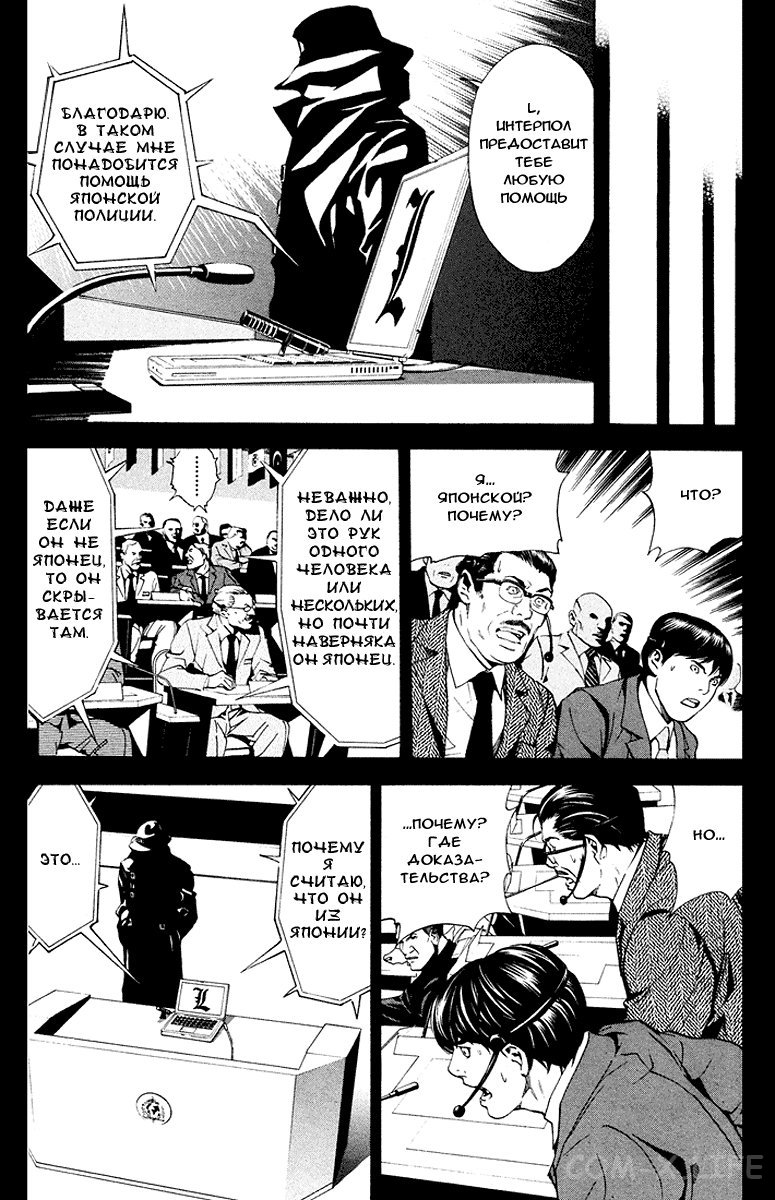 L,
ИНТЕРПОЛ
ПРЕДОСТАВИТ
ТЕБЕ
ЛЮБУЮ
ПОМОЩЬ
БЛАГОДАРЮ.
В ТАКОМ
СЛУЧАЕ МНЕ
ПОНАДОБИТСЯ
ПОМОЩЬ
ЯПОНСКОЙ
ПОЛИЦИИ.
ЧТО?
Я...
ЯПОНСКОЙ?
ПОЧЕМУ?
НЕВАЖНО,
ДЕЛО ЛИ
ЭТО РУК
ОДНОГО
ЧЕЛОВЕКА
ИЛИ
НЕСКОЛЬКИХ,
НО ПОЧТИ
НАВЕРНЯКА
ОН ЯПОНЕЦ.
......
ДАЖЕ
ЕСЛИ
ОН НЕ
ЯПОНЕЦ,
ТО ОН
СКРЫ-
ВАЕТСЯ
ТАМ.
НО...
...ПОЧЕМУ?
ГДЕ
ДОКАЗА-
ТЕЛЬСТВА?
ПОЧЕМУ
Я
СЧИТАЮ,
ЧТО ОН
ИЗ
ЯПОНИИ?
ЭТО...
L
COM-X.LIFE